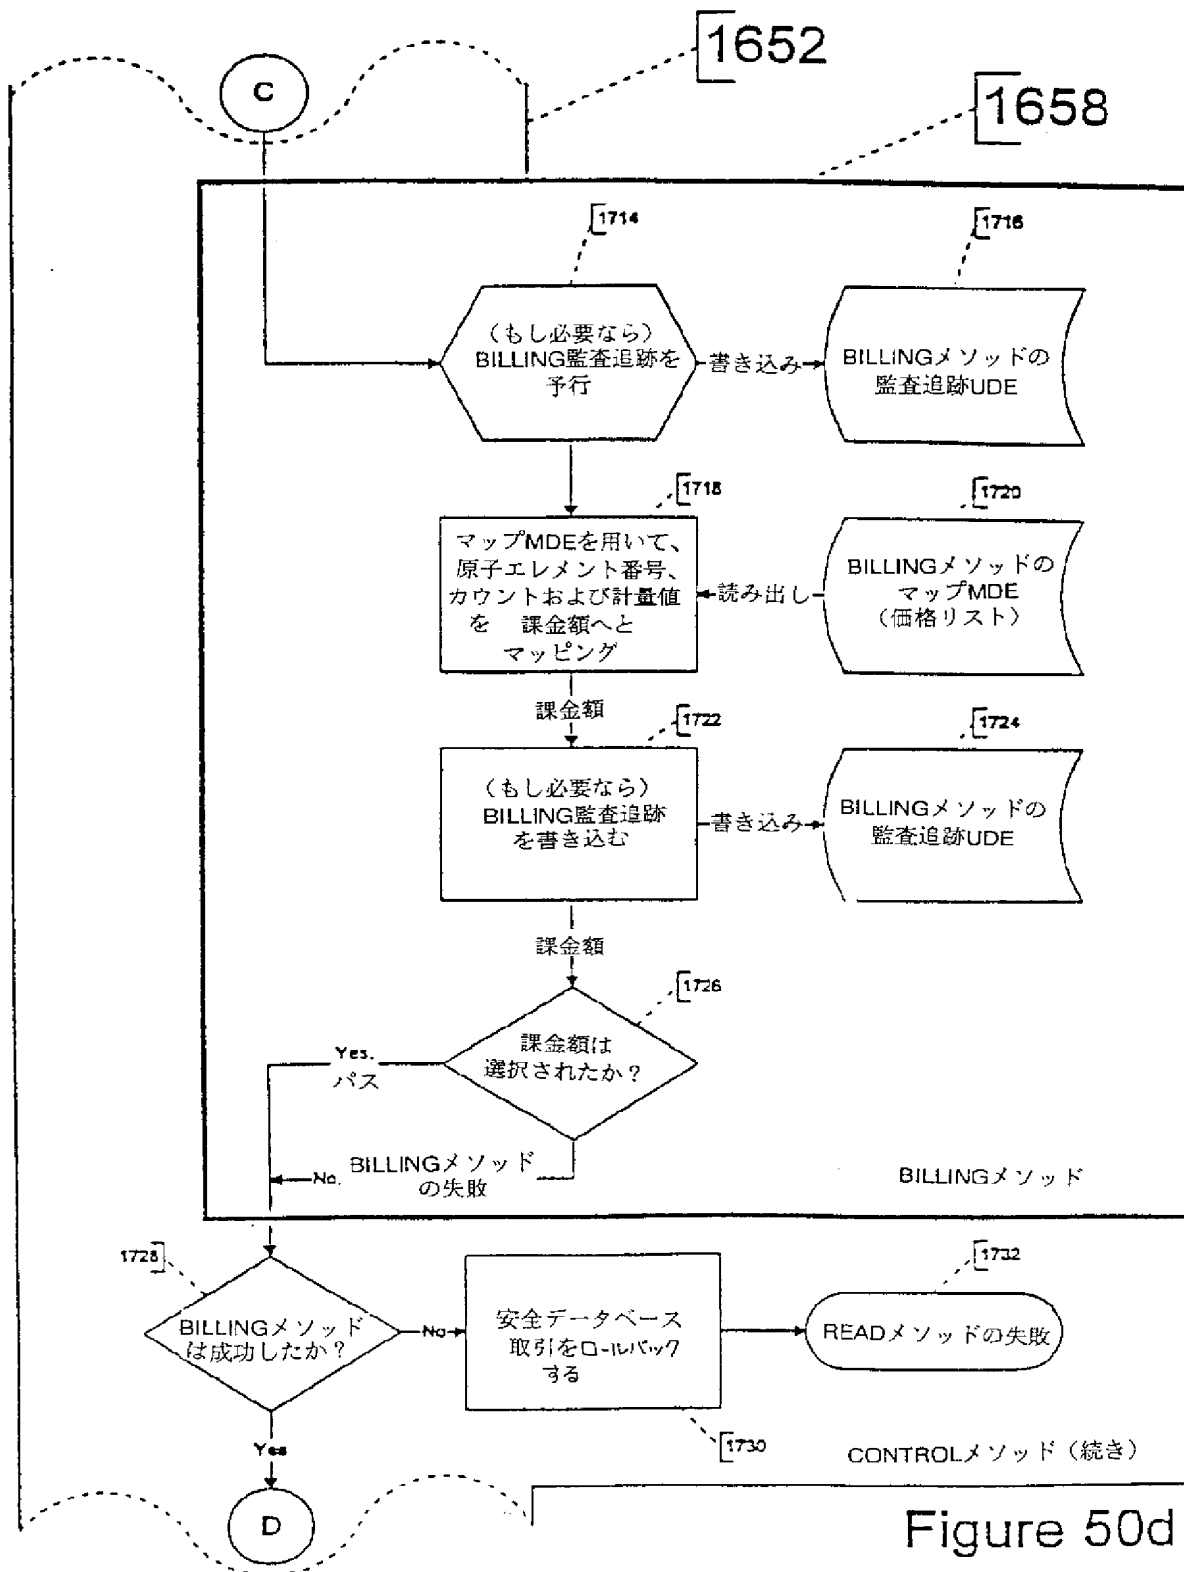 1652
C
1658
1714
1716
（もし必要なら）
BILLING監査追跡を
予行
書き込み
BILLINGメソッドの
監査追跡UDE
1718
1720
マップMDEを用いて、
原子エレメント番号、
カウントおよび計量値
を 課金額へと
マッピング
読み出し
BILLINGメソッドの
マップMDE
（価格リスト）
課金額
1722
1724
（もし必要なら）
BILLING監査追跡
を書き込む
書き込み
BILLINGメソッドの
監査追跡UDE
課金額
1726
課金額は
選択されたか？
Yes.
パス
No.
BILLINGメソッド
の失敗
BILLINGメソッド
1728
1732
BILLINGメソッド
は成功したか？
No
安全データベース
取引をロールバック
する
READメソッドの失敗
1730
Yes
CONTROLメソッド（続き）
D
Figure 50d